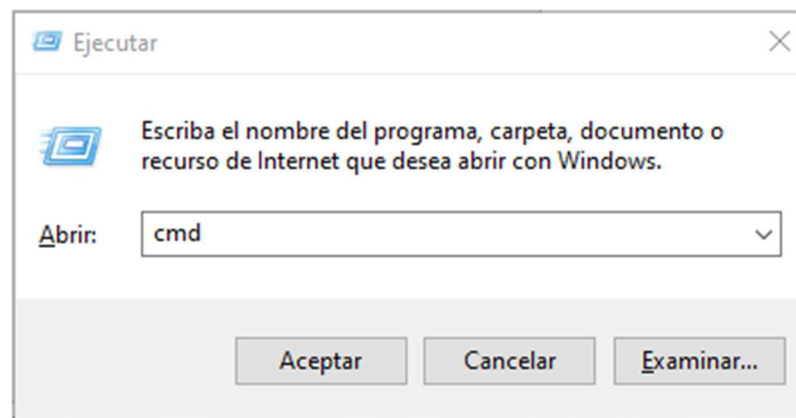 Ejecutar
Escriba el nombre del programa, carpeta, documento o
recurso de Internet que desea abrir con Windows.
Abrir: cmd
Aceptar Cancelar Examinar...